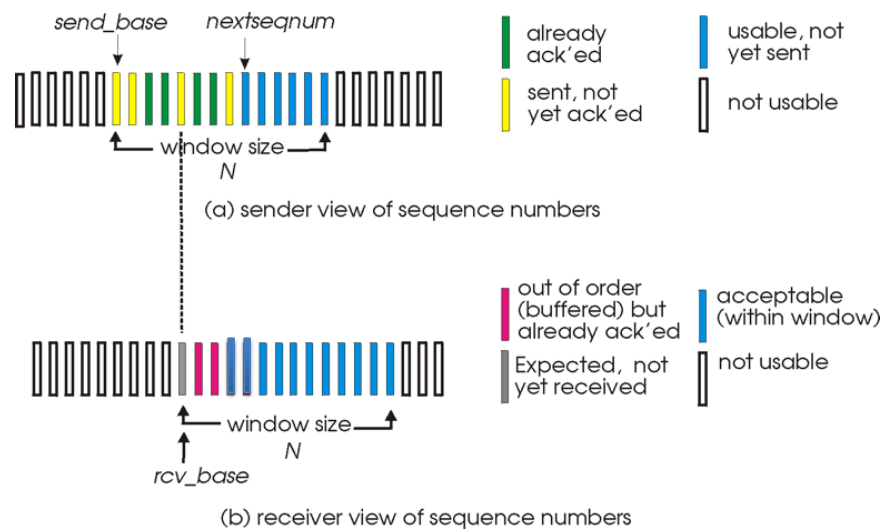 send_base
nextseqnum
already
ack'ed
usable, not
yet sent
sent, not
yet ack'ed
not usable
window size
N
(a) sender view of sequence numbers
out of order
(buffered) but
already ack'ed
acceptable
(within window)
Expected, not
yet received
not usable
window size
N
rcv_base
(b) receiver view of sequence numbers